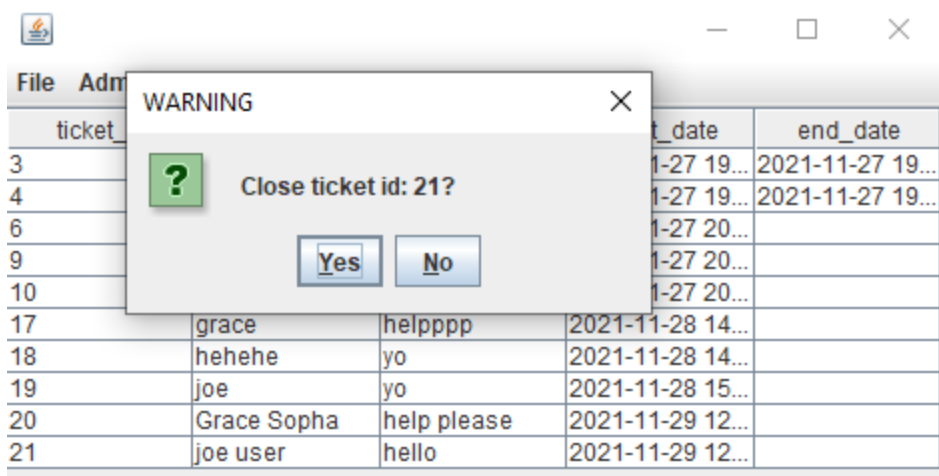 File Adm
WARNING
ticket_ t_date end_date
3 1-27 19... 2021-11-27 19...
Close ticket id: 21?
4 1-27 19... 2021-11-27 19...
6 1-27 20...
9 1-27 20...
Yes No
10 1-27 20...
17 grace helpppp 2021-11-28 14...
18 hehehe yo 2021-11-28 14...
19 joe yo 2021-11-28 15...
20 Grace Sopha help please 2021-11-29 12...
21 joe user hello 2021-11-29 12...